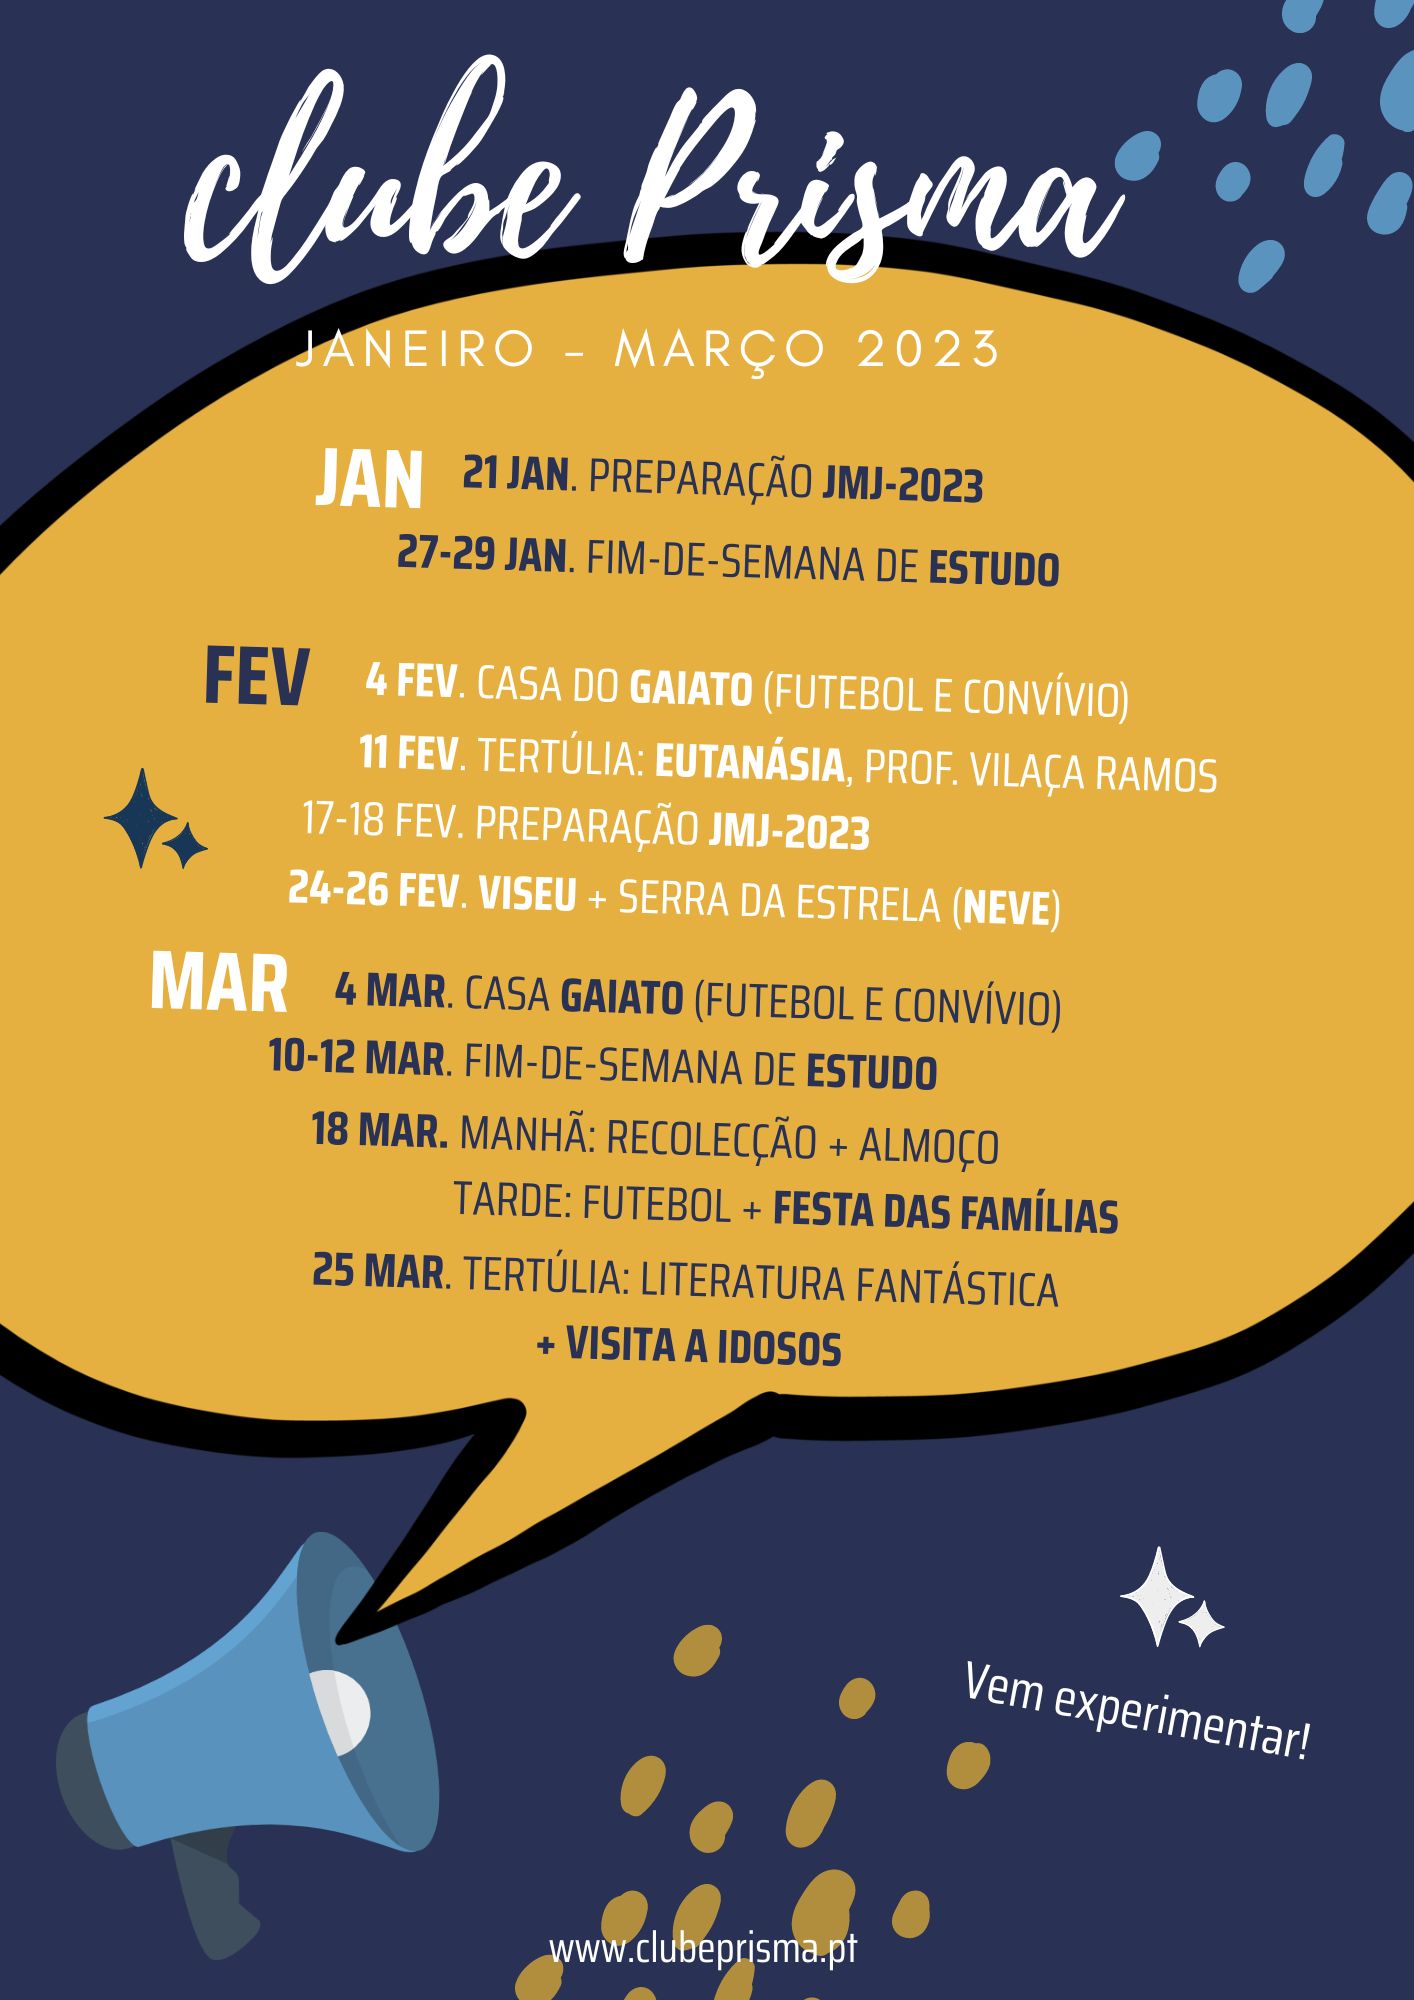 clube Prisma
JANEIRO - MARÇO 2023
JAN
21 JAN. PREPARAÇÃO JMJ-2023
27-29 JAN. FIM-DE-SEMANA DE ESTUDO
FEV
4 FEV. CASA DO GAIATO (FUTEBOL E CONVÍVIO)
11 FEV. TERTÚLIA: EUTANÁSIA, PROF. VILAÇA RAMOS
17-18 FEV. PREPARAÇÃO JMJ-2023
24-26 FEV. VISEU + SERRA DA ESTRELA (NEVE)
MAR
4 MAR. CASA GAIATO (FUTEBOL E CONVÍVIO)
10-12 MAR. FIM-DE-SEMANA DE ESTUDO
18 MAR. MANHÃ: RECOLECÇÃO + ALMOÇO
TARDE: FUTEBOL + FESTA DAS FAMÍLIAS
25 MAR. TERTÚLIA: LITERATURA FANTÁSTICA
+ VISITA A IDOSOS
Vem experimentar!
www.clubeprisma.pt